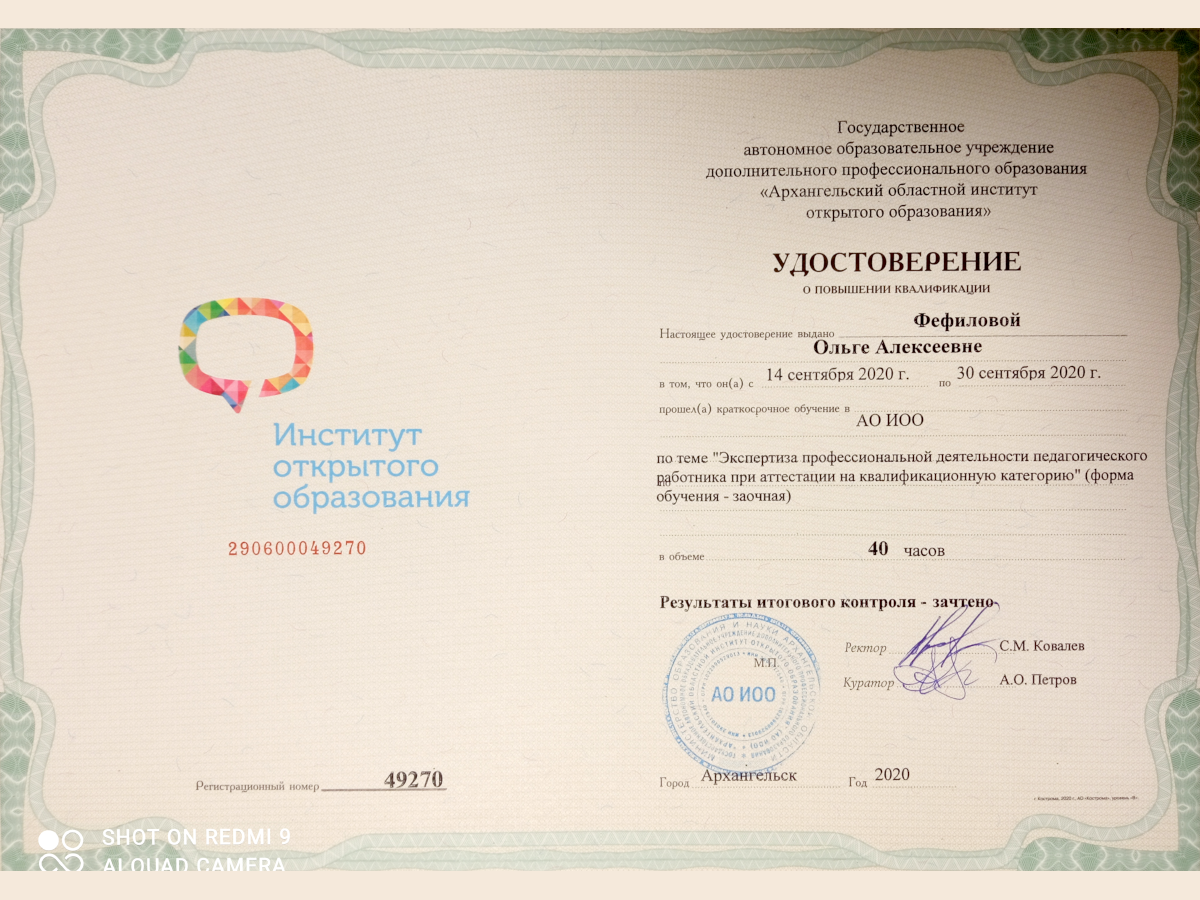 Государственное
автономное образовательное учреждение
дополнительного профессионального образования
«Архангельский областной институт
открытого образования»
УДОСТОВЕРЕНИЕ
О ПОВЫШЕНИИ КВАЛИФИКАЦИИ
Настоящее удостоверение выдано Фефиловой
Ольге Алексеевне
в том, что он(а) с 14 сентября 2020 г. по 30 сентября 2020 г.
прошел(а) краткосрочное обучение в
АО ИОО
по теме "Экспертиза профессиональной деятельности педагогического
работника при аттестации на квалификационную категорию" (форма
по
обучения - заочная)
в объеме 40 часов
Результаты итогового контроля - зачтено
М.П.
АО ИОО
Ректор С.М. Ковалев
Куратор А.О. Петров
Город Архангельск Год 2020
Институт
открытого
образования
290600049270
Регистрационный номер 49270
SHOT ON REDMI 9
AI QUAD CAMERA